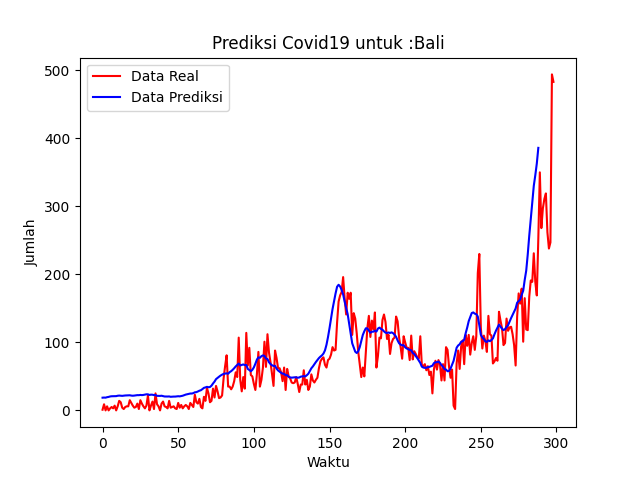 Prediksi Covid19 untuk :Bali
Data Real
Data Prediksi
500
400
300
200
100
0
Jumlah
0 50 100 150 200 250 300
Waktu